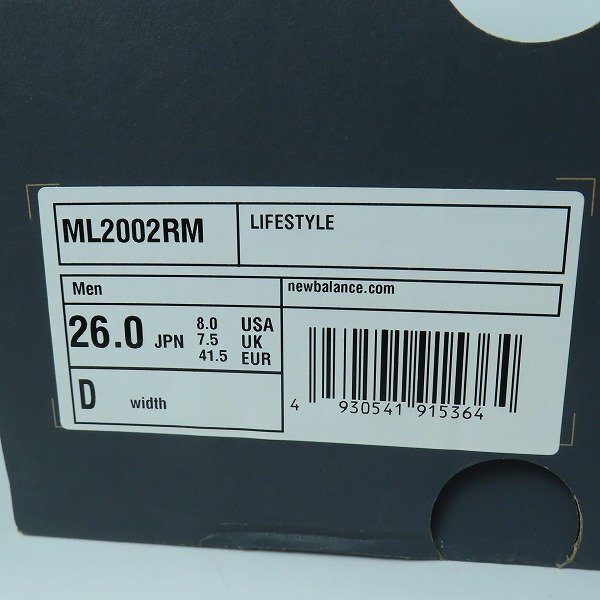 ML2002RM
LIFESTYLE
Men
newbalance.com
26.0 JPN
8.0 USA
7.5 UK
41.5 EUR
D width
4 930541 915364